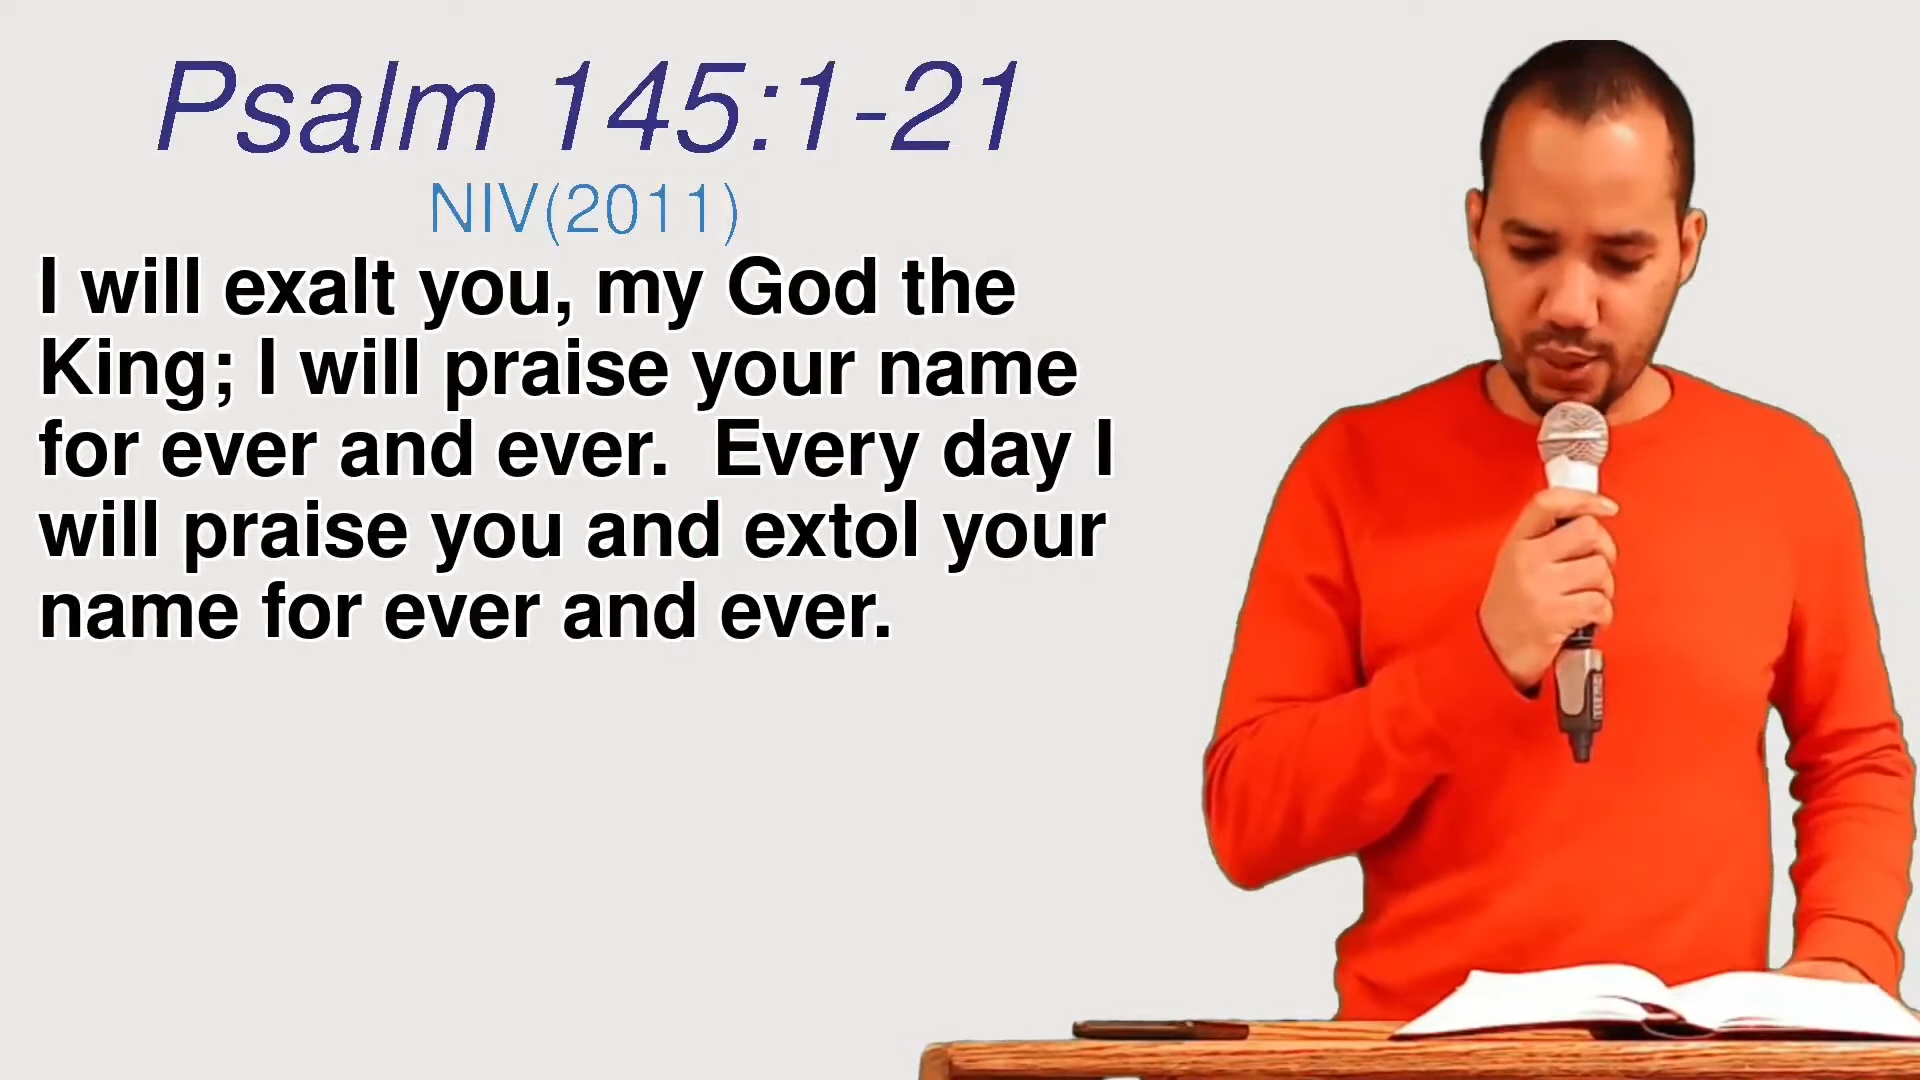 Psalm 145:1-21
NIV(2011)
I will exalt you, my God the
King; I will praise your name
for ever and ever.  Every day I
will praise you and extol your
name for ever and ever.